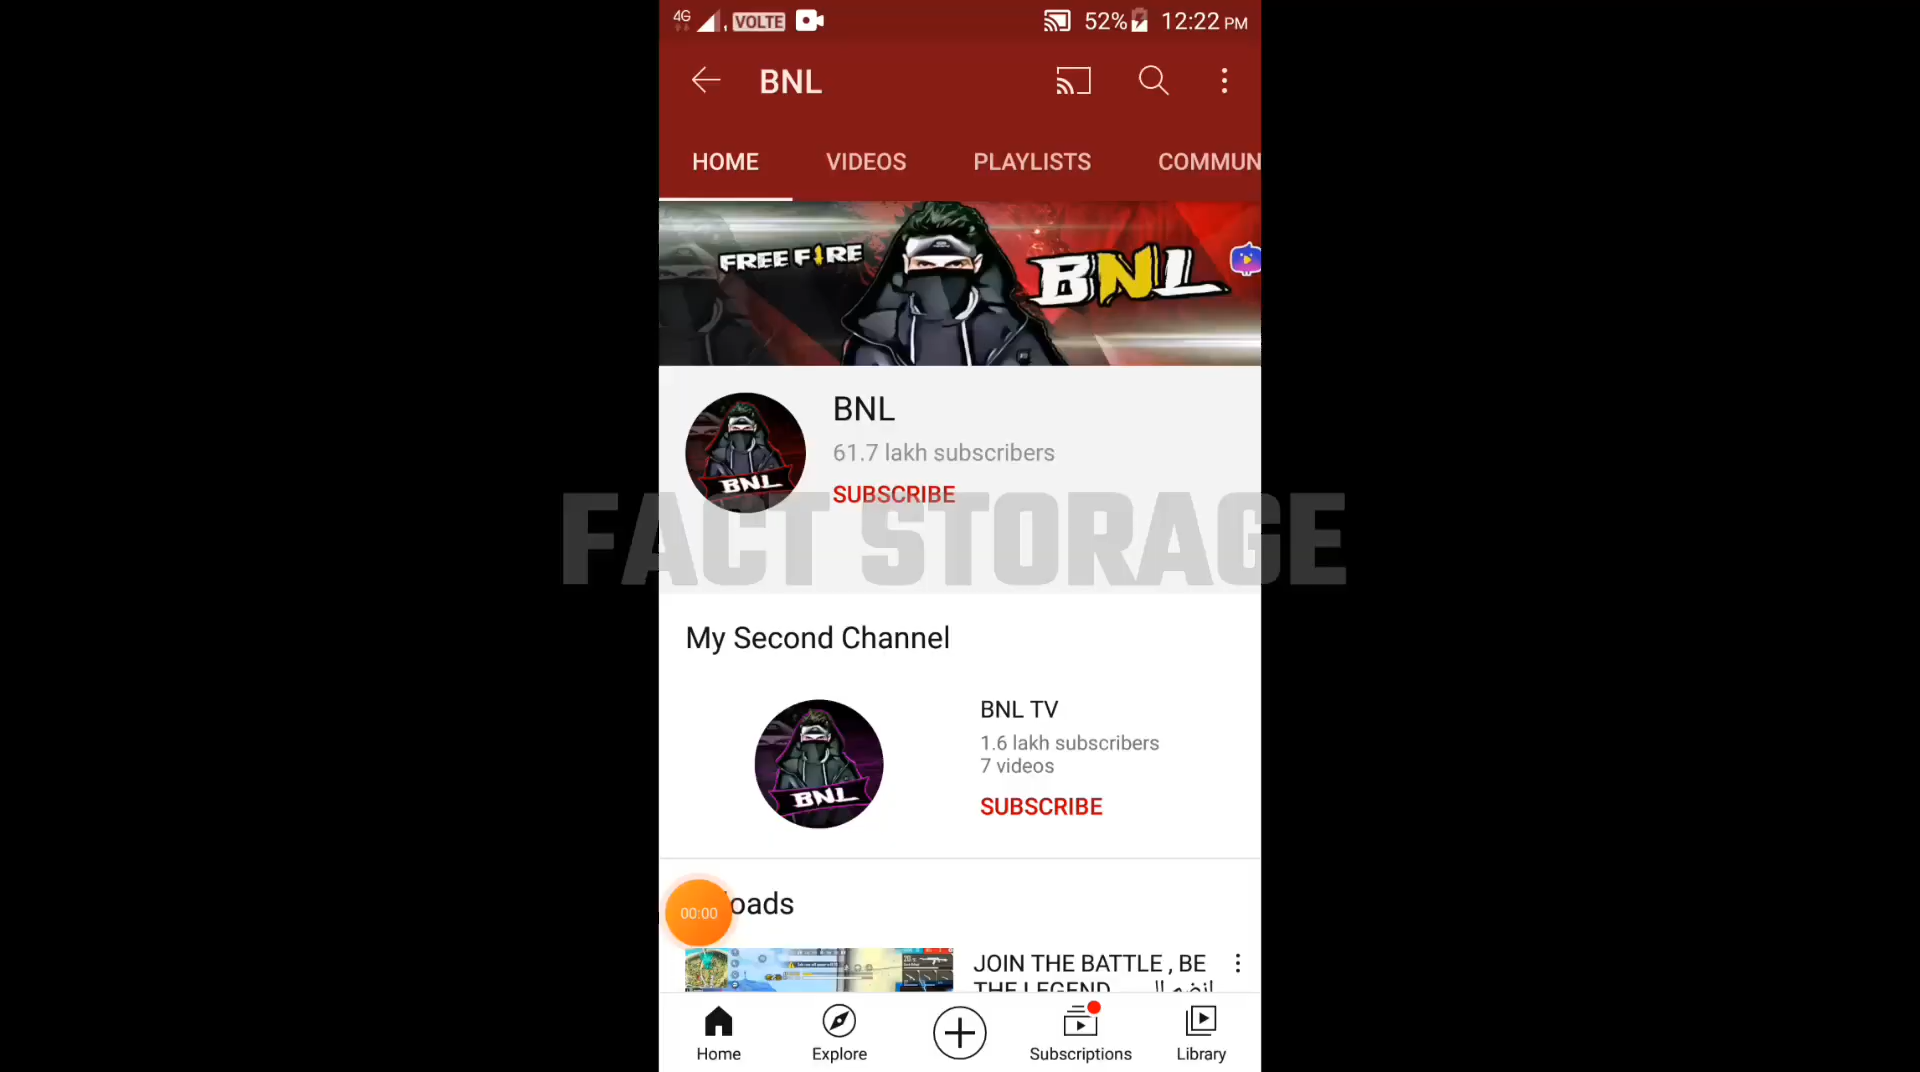 4G VOLTE 52% 12:22 PM
BNL
HOME VIDEOS PLAYLISTS COMMUN
FREE FIRE BNL
BNL
BNL
61.7 lakh subscribers
SUBSCRIBE
FACT STORAGE
My Second Channel
BNL
BNL TV
1.6 lakh subscribers
7 videos
SUBSCRIBE
00:00 oads
JOIN THE BATTLE , BE
THE LEGEND
Home Explore Subscriptions Library